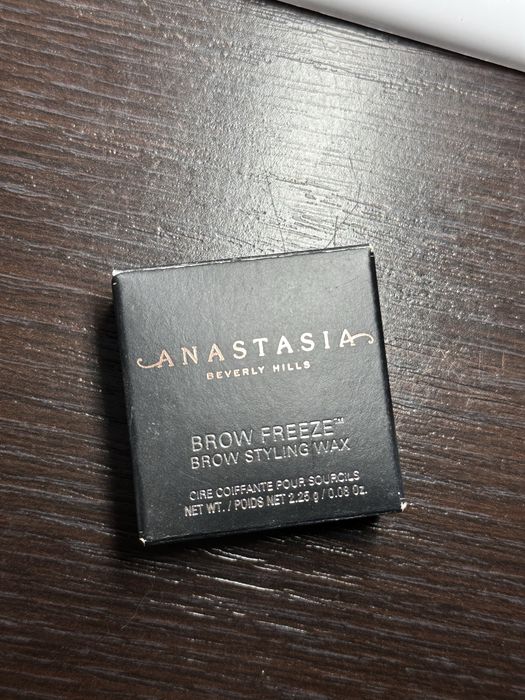 ANASTASIA
BEVERLY HILLS
BROW FREEZE™
BROW STYLING WAX
CIRE COIFFANTE POUR SOURCILS
NET WT. / POIDS NET 2.25 g / 0.08 Oz.